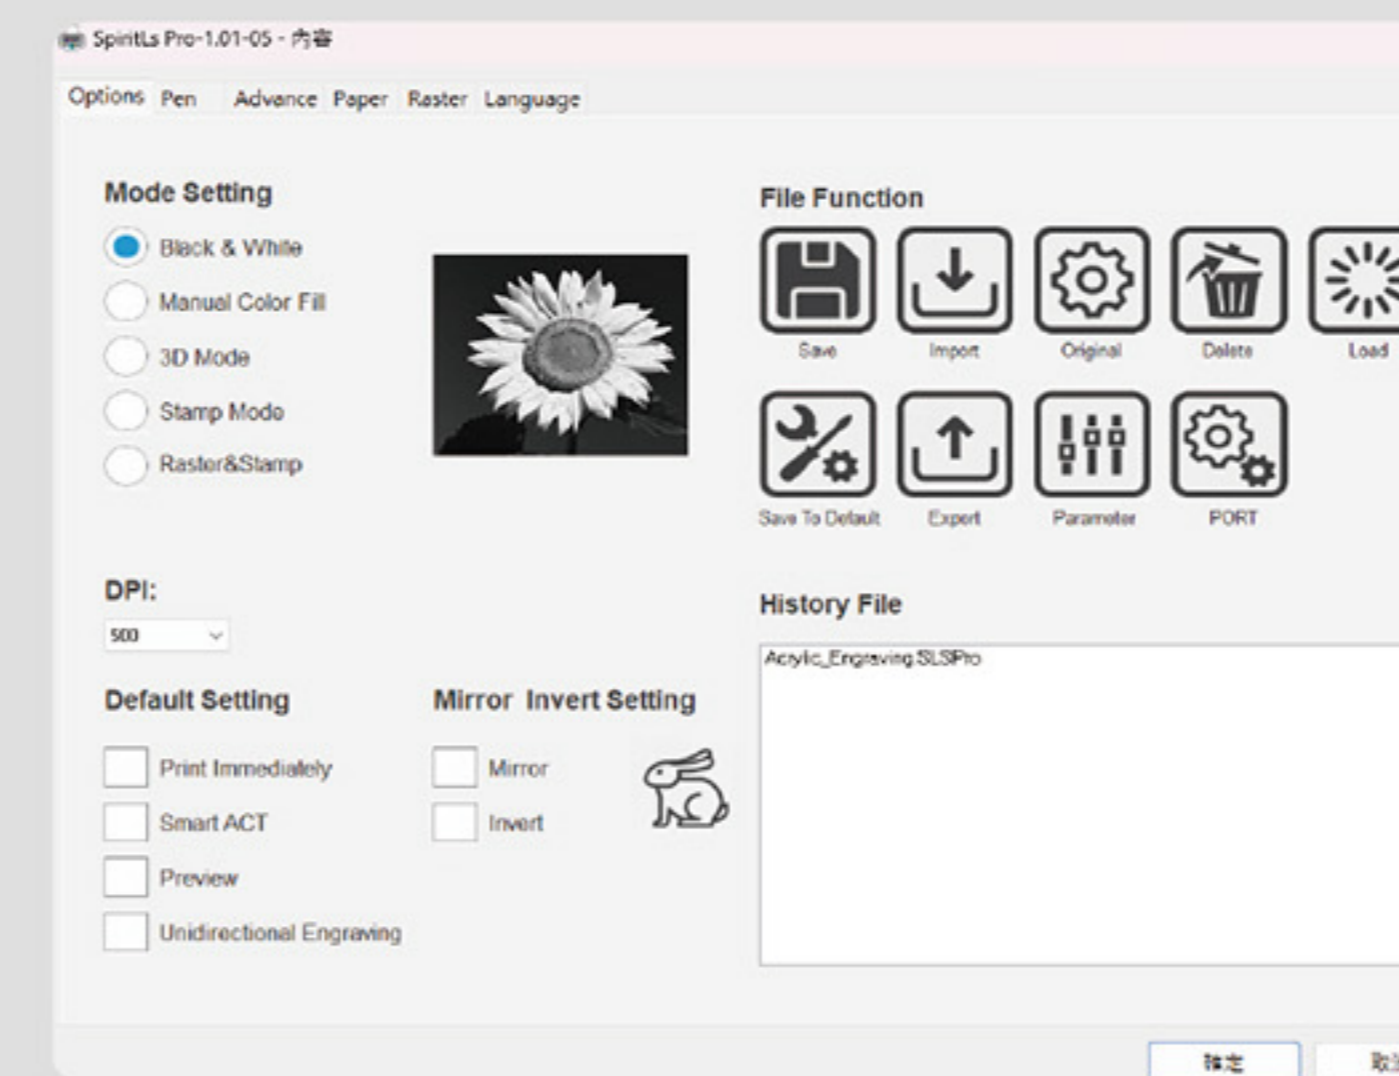 SpiritLs Pro-1.01-05 - 內容
Options Pen Advance Paper Raster Language
Mode Setting
Black & White
Manual Color Fill
3D Mode
Stamp Mode
Raster&Stamp
DPI:
500
Default Setting
Print Immediately
Smart ACT
Preview
Unidirectional Engraving
Mirror Invert Setting
Mirror
Invert
File Function
Save Import Original Delete Load
Save To Default Export Parameter PORT
History File
Acrylic_Engraving.SLSPro
確定